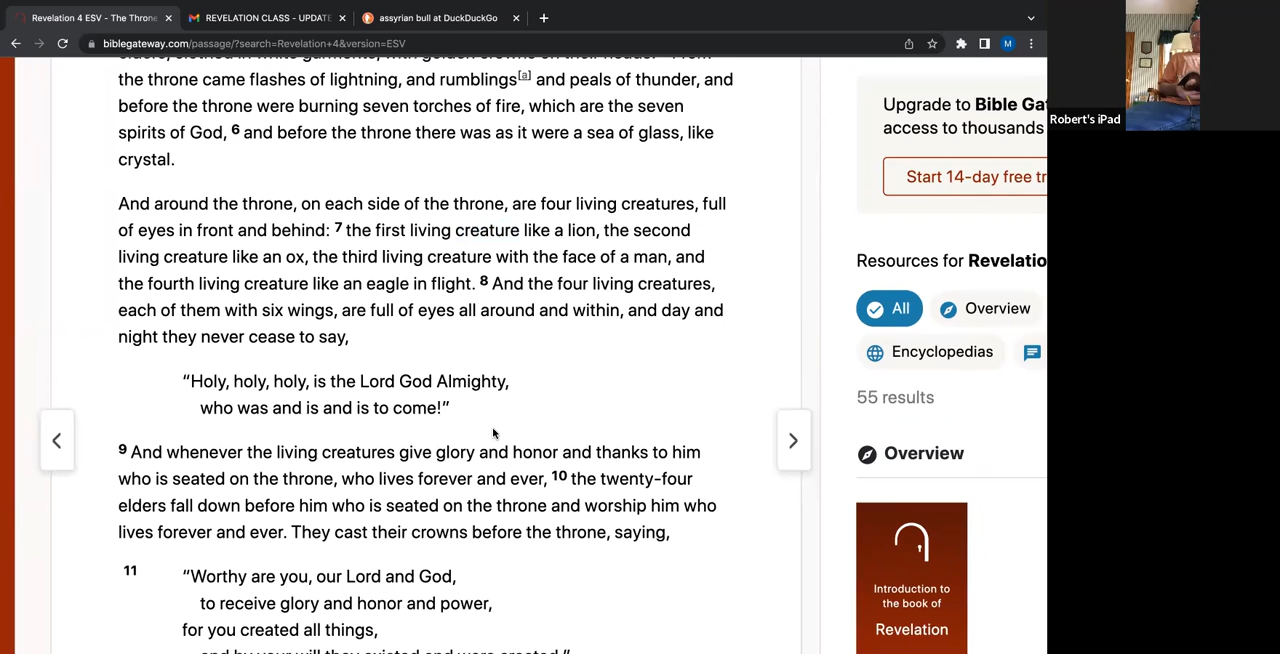 Revelation 4 ESV - The Throne
REVELATION CLASS - UPDATE
assyrian bull at DuckDuckGo
biblegateway.com/passage/?search=Revelation+4&version=ESV
M
the throne came flashes of lightning, and rumblings[a] and peals of thunder, and
before the throne were burning seven torches of fire, which are the seven
spirits of God, 6 and before the throne there was as it were a sea of glass, like
crystal.
And around the throne, on each side of the throne, are four living creatures, full
of eyes in front and behind: 7 the first living creature like a lion, the second
living creature like an ox, the third living creature with the face of a man, and
the fourth living creature like an eagle in flight. 8 And the four living creatures,
each of them with six wings, are full of eyes all around and within, and day and
night they never cease to say,
“Holy, holy, holy, is the Lord God Almighty,
who was and is and is to come!”
9 And whenever the living creatures give glory and honor and thanks to him
who is seated on the throne, who lives forever and ever, 10 the twenty-four
elders fall down before him who is seated on the throne and worship him who
lives forever and ever. They cast their crowns before the throne, saying,
11 “Worthy are you, our Lord and God,
to receive glory and honor and power,
for you created all things,
and by your will they existed and were created.”
Upgrade to Bible Gat
access to thousands
Start 14-day free tr
Resources for Revelatio
All
Overview
Encyclopedias
55 results
Overview
Introduction to
the book of
Revelation
Robert's iPad